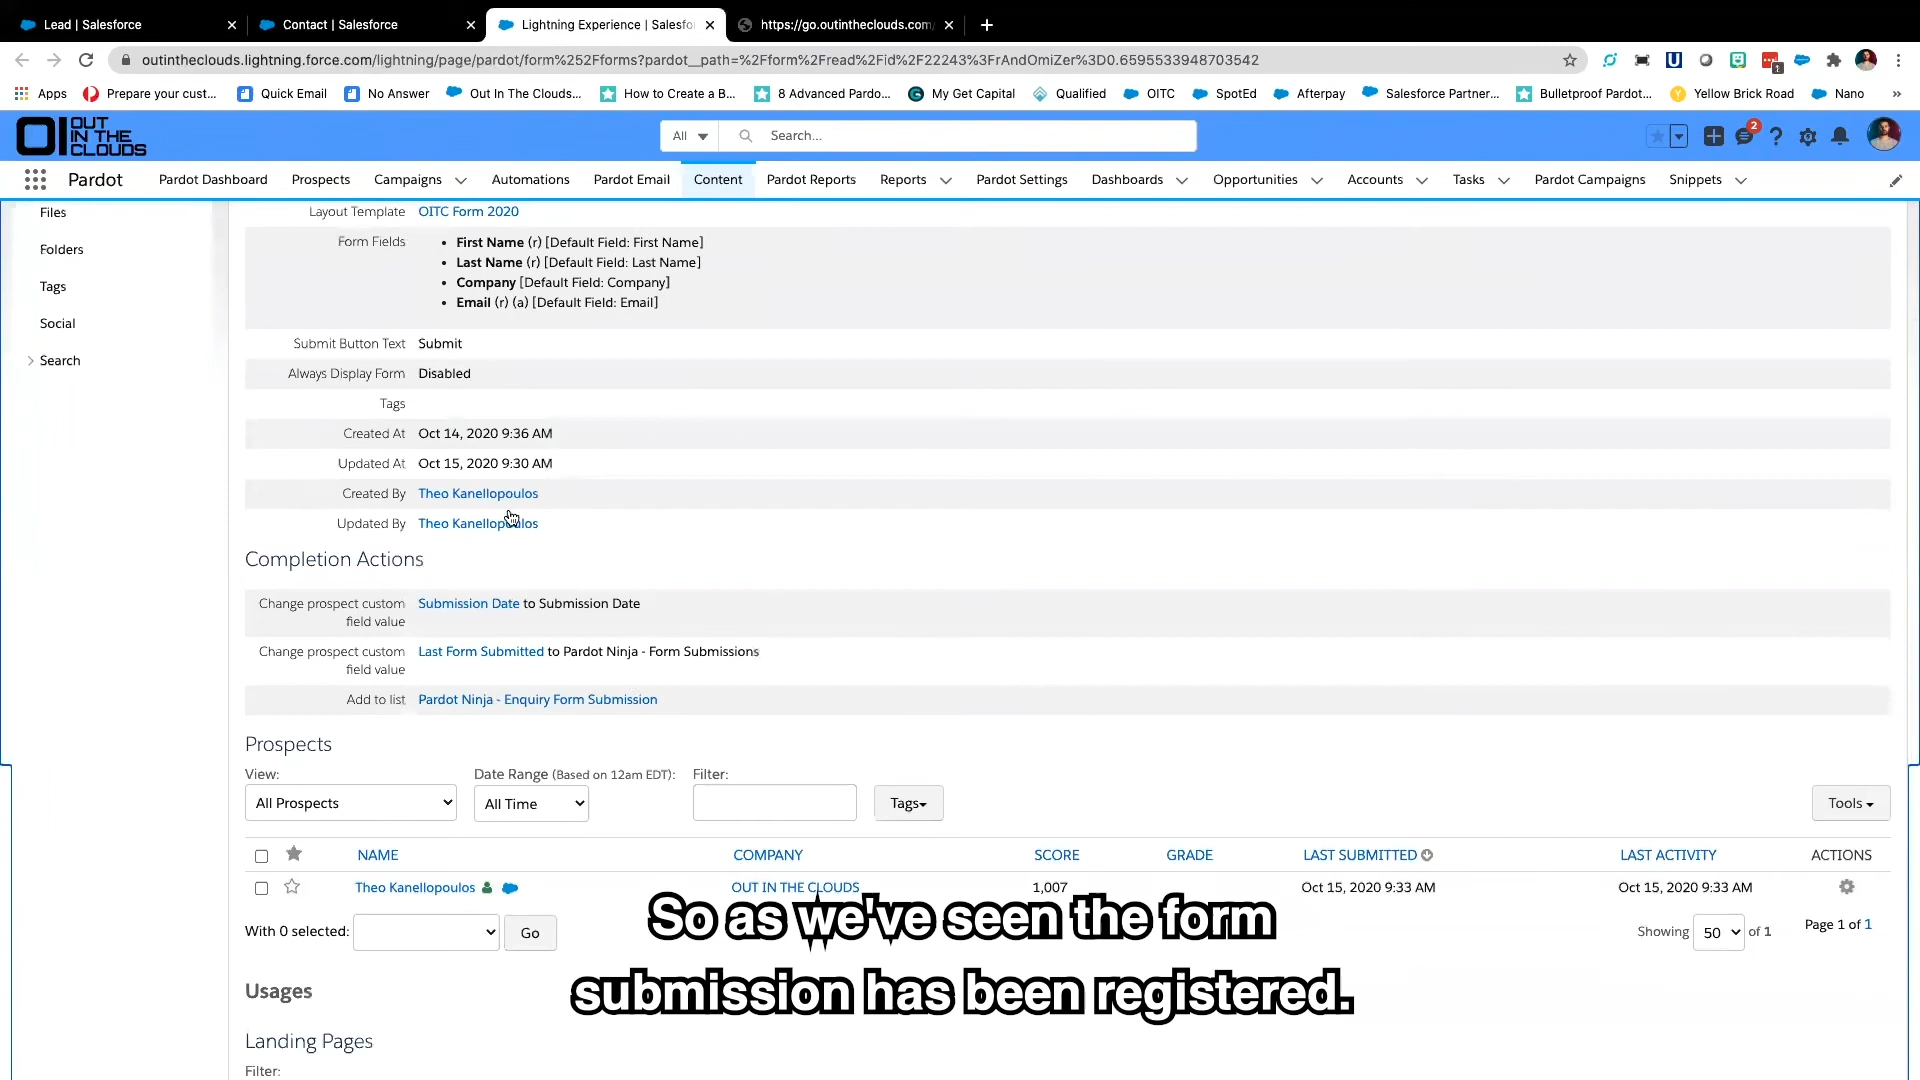 Lead | Salesforce
Contact | Salesforce
Lightning Experience | Salesfo
https://go.outintheclouds.com
outintheclouds.lightning.force.com/lightning/page/pardot/form%252Fforms?pardot__path=%2Fform%2Fread%2Fid%2F22243%3FrAndOmiZer%3D0.6595533948703542
Apps
Prepare your cust...
Quick Email
No Answer
Out In The Clouds...
How to Create a B...
8 Advanced Pardo...
My Get Capital
Qualified
OITC
SpotEd
Afterpay
Salesforce Partner...
Bulletproof Pardot...
Yellow Brick Road
Nano
»
OI OUT
IN THE
CLOUDS
All
Search...
2
Pardot
Pardot Dashboard
Prospects
Campaigns
Automations
Pardot Email
Content
Pardot Reports
Reports
Pardot Settings
Dashboards
Opportunities
Accounts
Tasks
Pardot Campaigns
Snippets
Files
Folders
Tags
Social
Search
Layout Template OITC Form 2020
Form Fields
• First Name (r) [Default Field: First Name]
• Last Name (r) [Default Field: Last Name]
• Company [Default Field: Company]
• Email (r) (a) [Default Field: Email]
Submit Button Text Submit
Always Display Form Disabled
Tags
Created At Oct 14, 2020 9:36 AM
Updated At Oct 15, 2020 9:30 AM
Created By Theo Kanellopoulos
Updated By Theo Kanellopoulos
Completion Actions
Change prospect custom field value Submission Date to Submission Date
Change prospect custom field value Last Form Submitted to Pardot Ninja - Form Submissions
Add to list Pardot Ninja - Enquiry Form Submission
Prospects
View:
Date Range (Based on 12am EDT):
Filter:
All Prospects
All Time
Tags
Tools
NAME COMPANY SCORE GRADE LAST SUBMITTED LAST ACTIVITY ACTIONS
Theo Kanellopoulos OUT IN THE CLOUDS 1,007 Oct 15, 2020 9:33 AM Oct 15, 2020 9:33 AM
With 0 selected:
Go
Showing 50 of 1
Page 1 of 1
So as we've seen the form
submission has been registered.
Usages
Landing Pages
Filter: